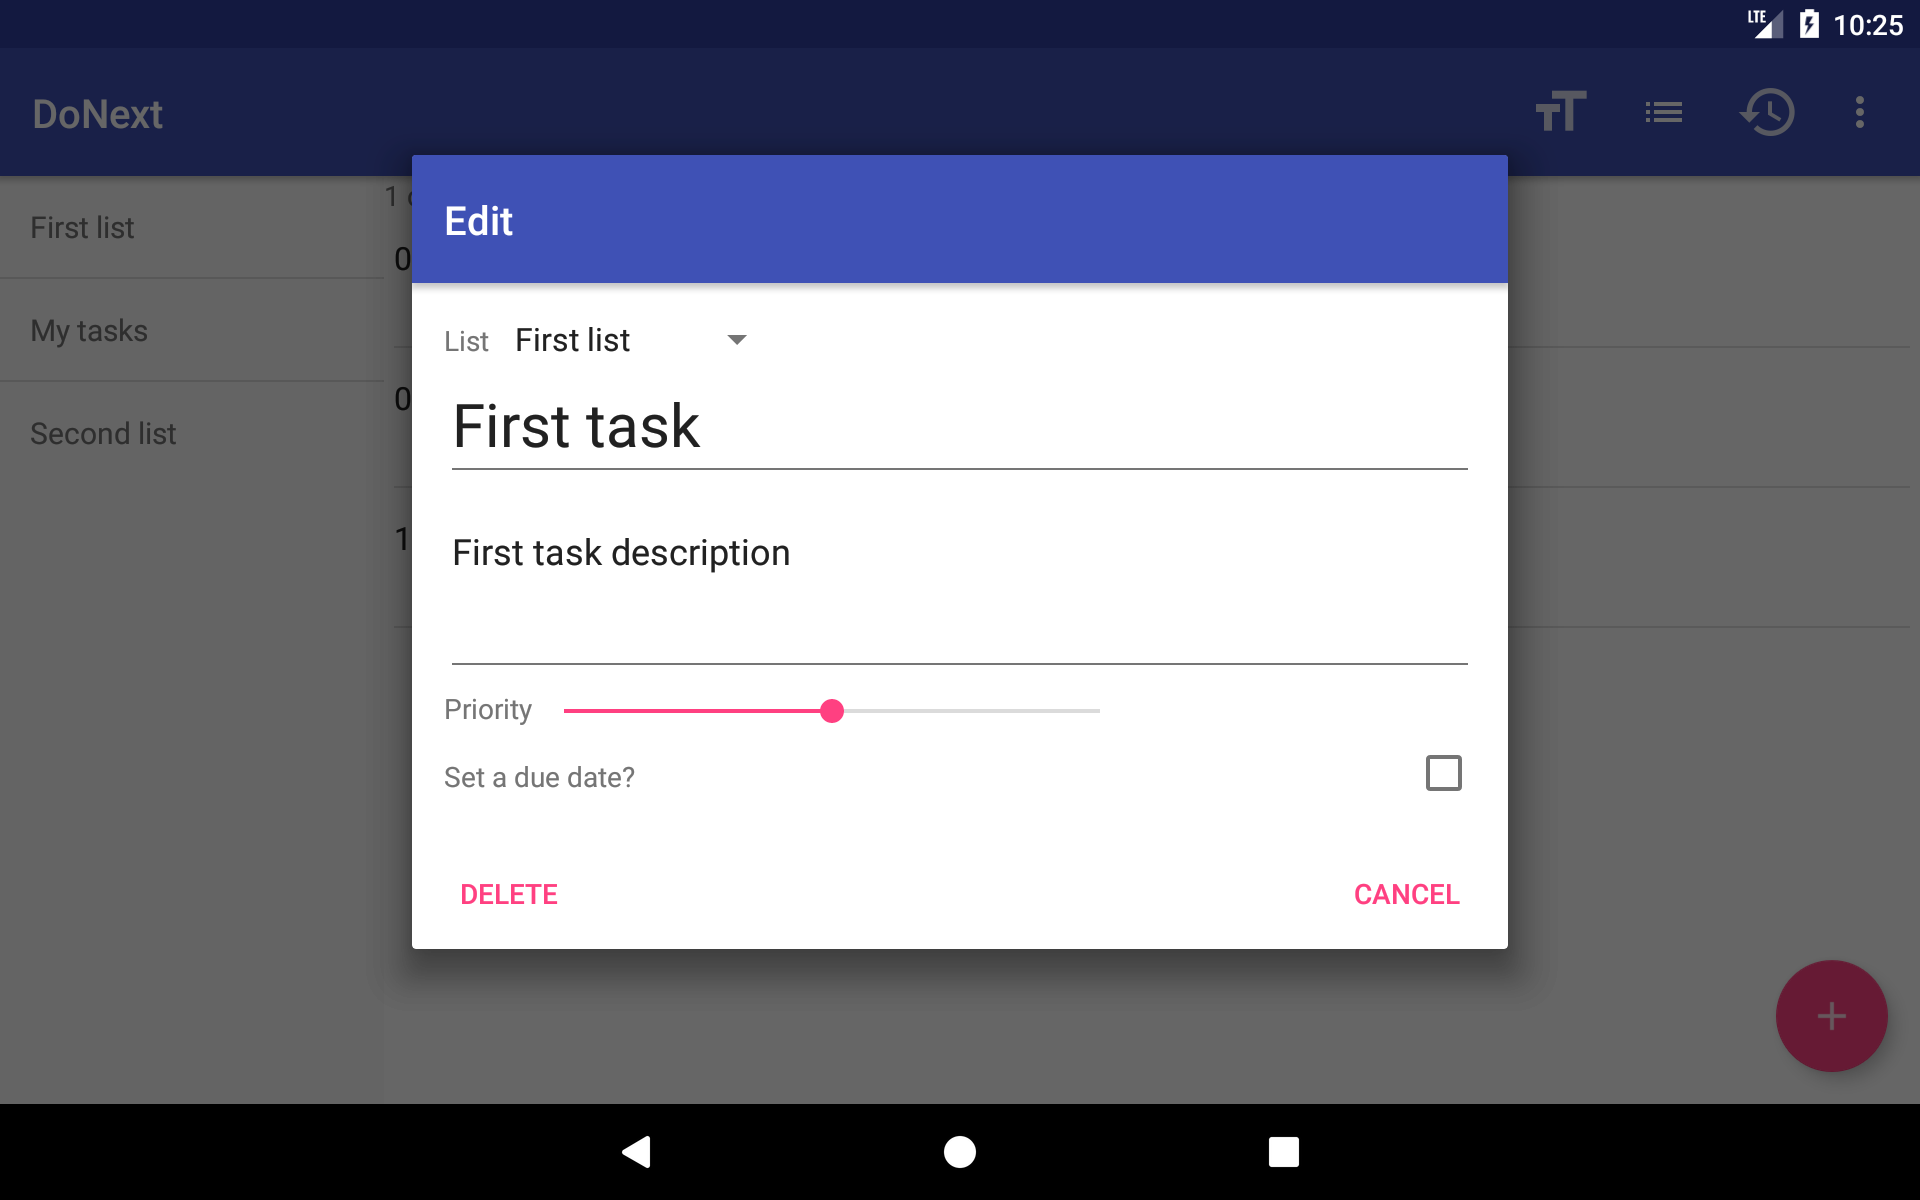 LTE 10:25
DoNext
First list
My tasks
Second list
1
0
0
1
Edit
List First list
First task
First task description
Priority
Set a due date?
DELETE CANCEL